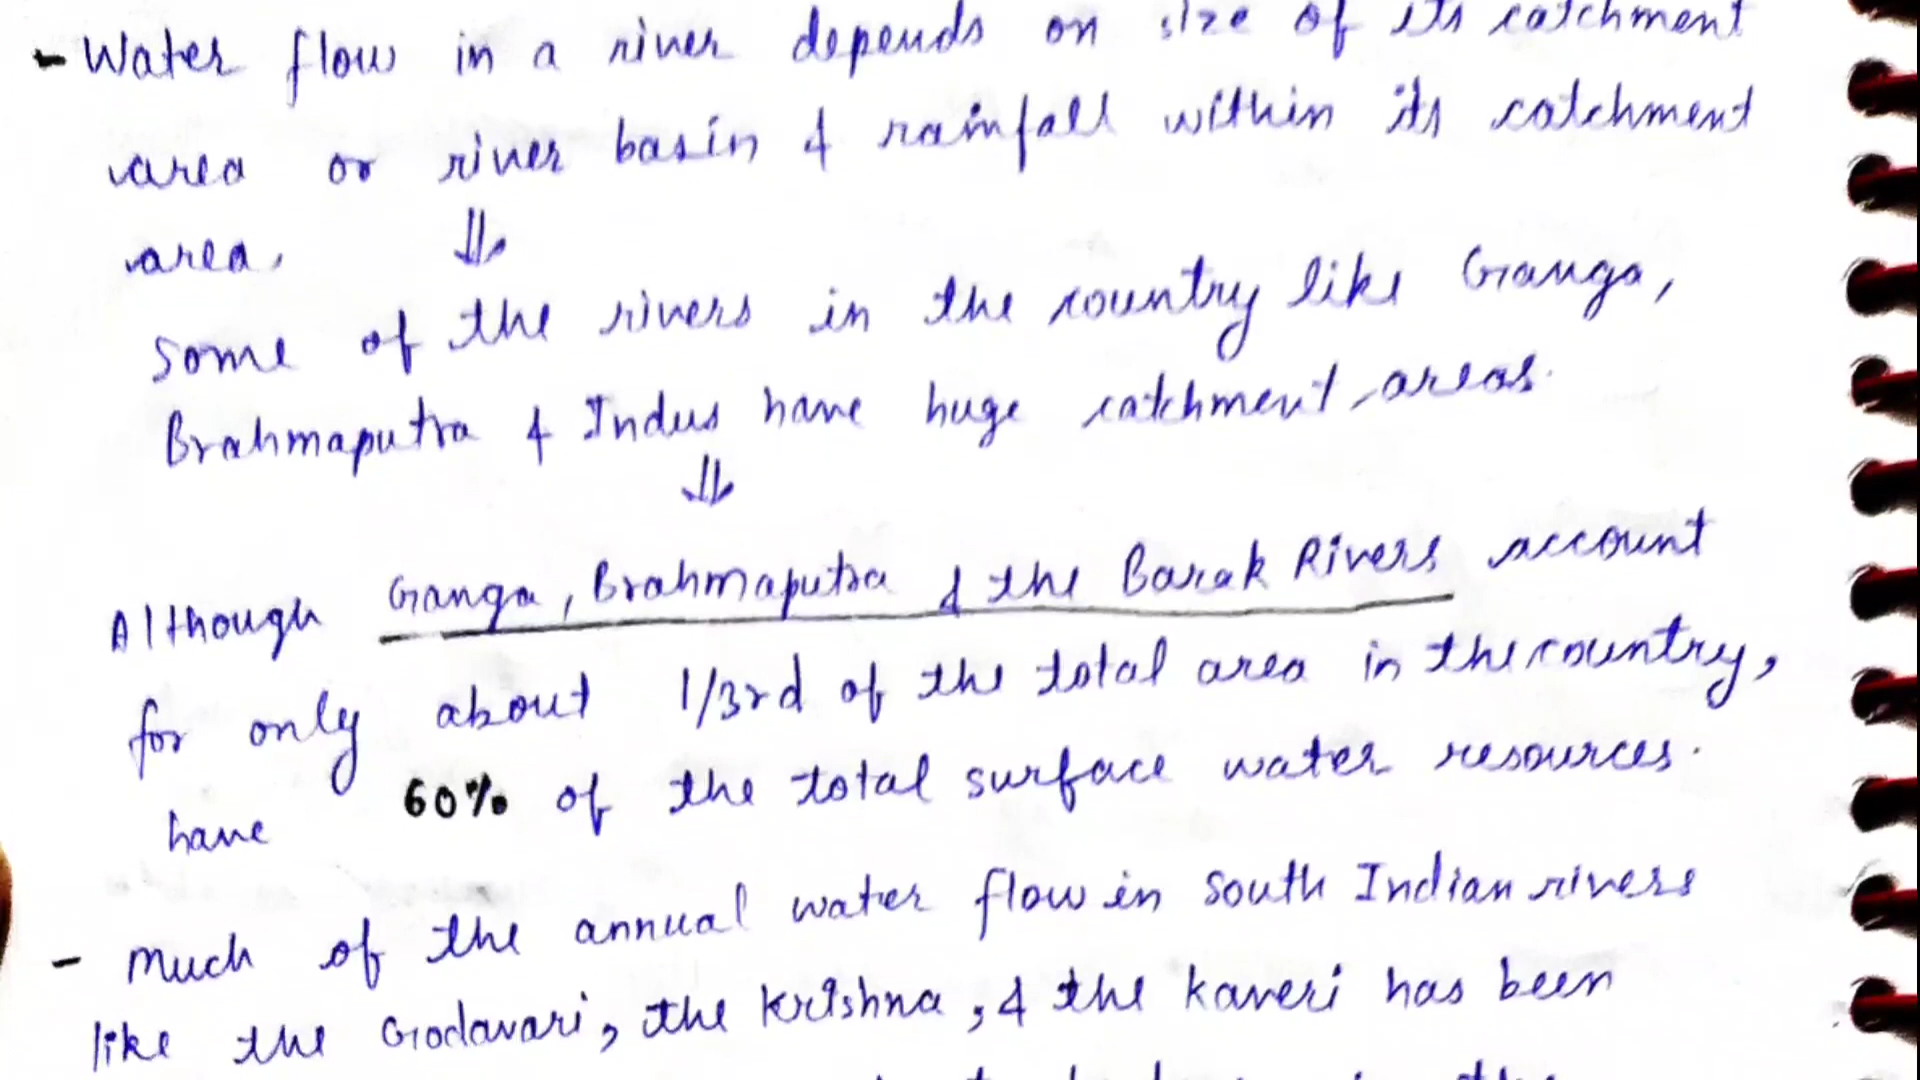 - Water flow in a river depends on size of its catchment
area or river basin & rainfall within its catchment
area.
⇓
some of the rivers in the country like Ganga,
Brahmaputra & Indus have huge catchment areas.
⇓
Although Ganga, Brahmaputra & the Barak Rivers account
for only about 1/3rd of the total area in the country,
have 60% of the total surface water resources.
- Much of the annual water flow in south Indian rivers
like the Godavari, the Krishna, & the Kaveri has been